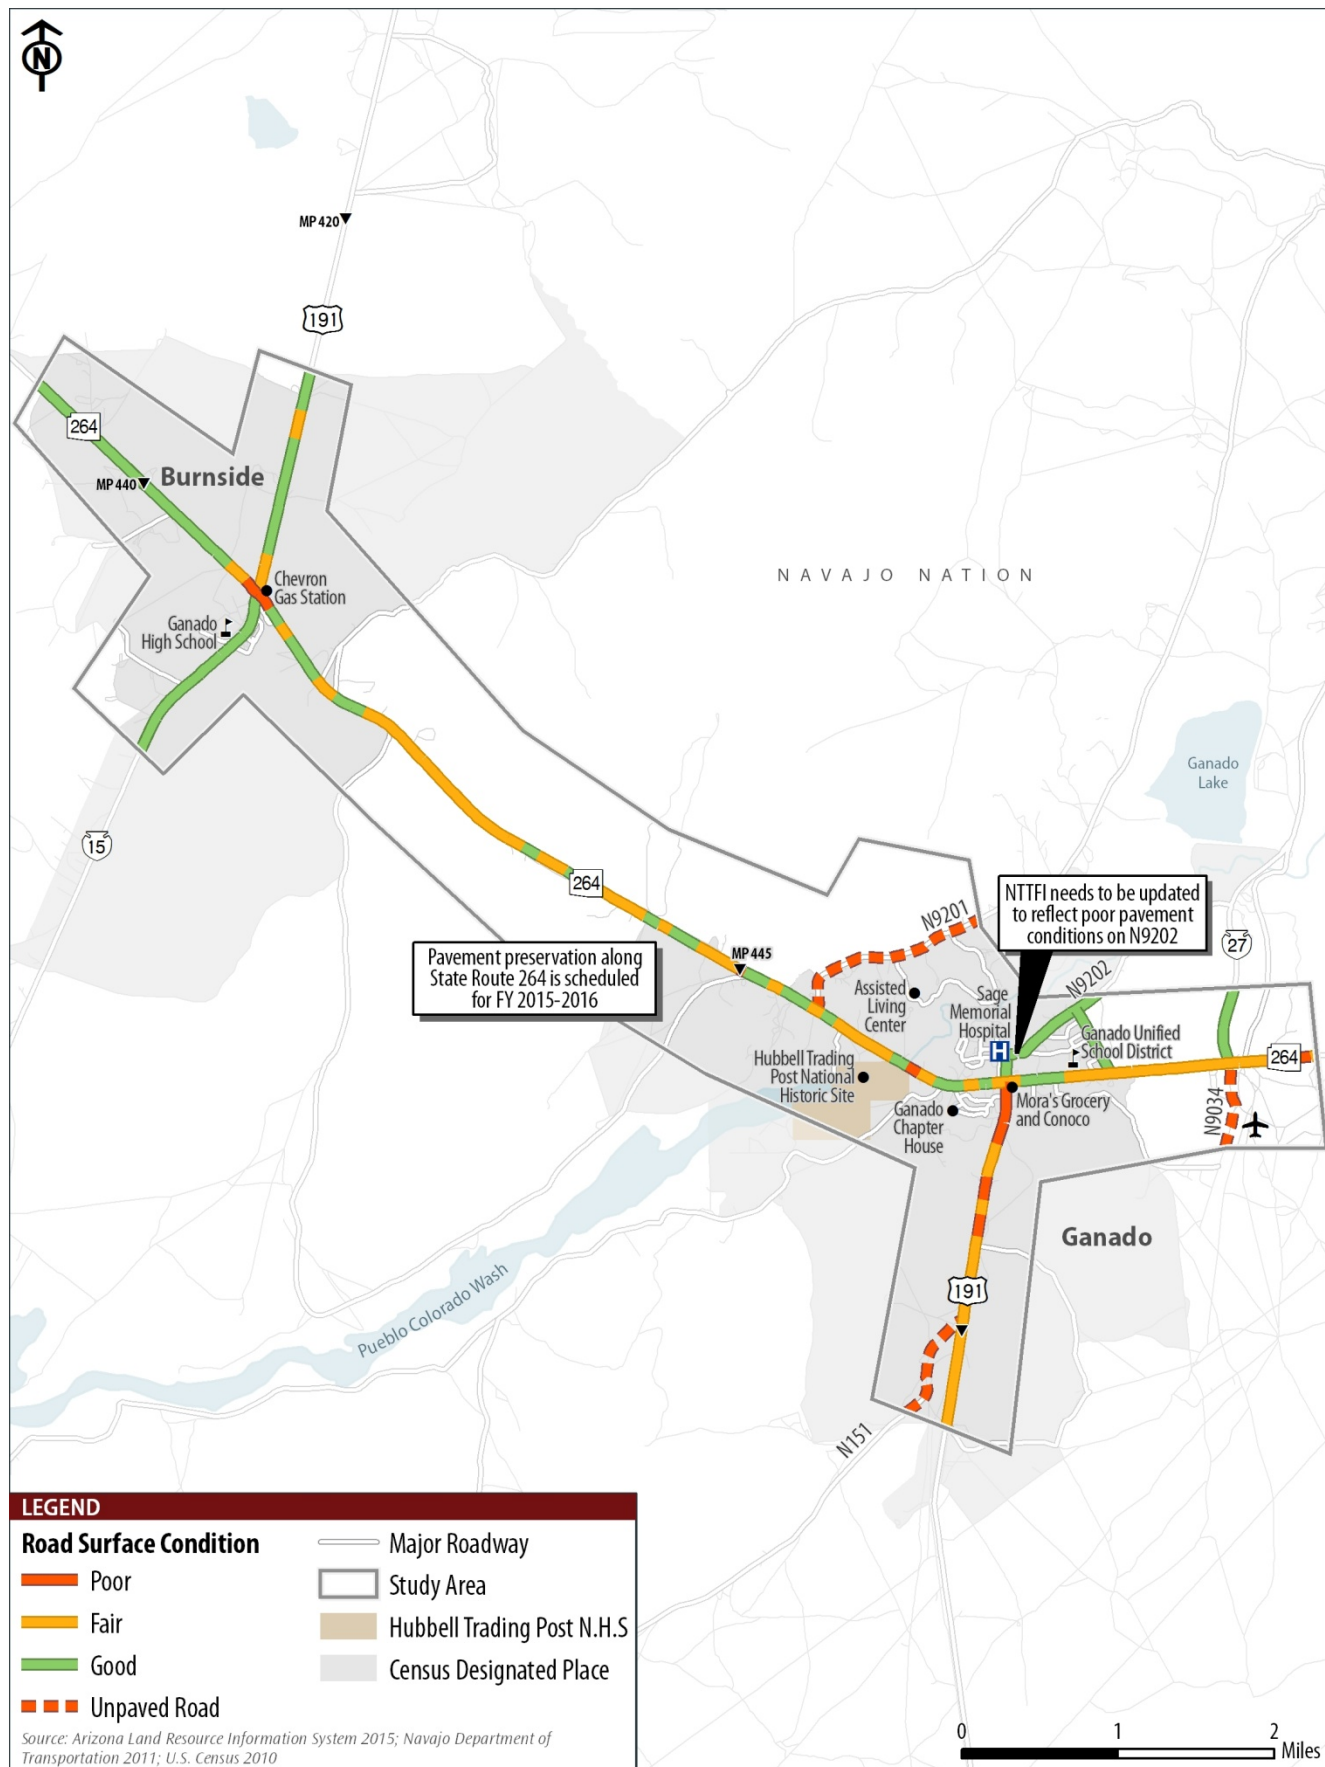 N
MP 420
191
264
MP 440
Burnside
Chevron
Gas Station
Ganado
High School
NAVAJO NATION
Ganado
Lake
15
264
NTTFI needs to be updated
to reflect poor pavement
conditions on N9202
N9201
27
Pavement preservation along
State Route 264 is scheduled
for FY 2015-2016
MP 445
N9202
Assisted
Living
Center
Sage
Memorial
Hospital
H
Ganado Unified
School District
264
Hubbell Trading
Post National
Historic Site
Ganado
Chapter
House
Mora's Grocery
and Conoco
N9034
Ganado
191
Pueblo Colorado Wash
N151
LEGEND
Road Surface Condition
Poor
Fair
Good
Unpaved Road
Major Roadway
Study Area
Hubbell Trading Post N.H.S
Census Designated Place
Source: Arizona Land Resource Information System 2015; Navajo Department of
Transportation 2011; U.S. Census 2010
0 1 2
Miles